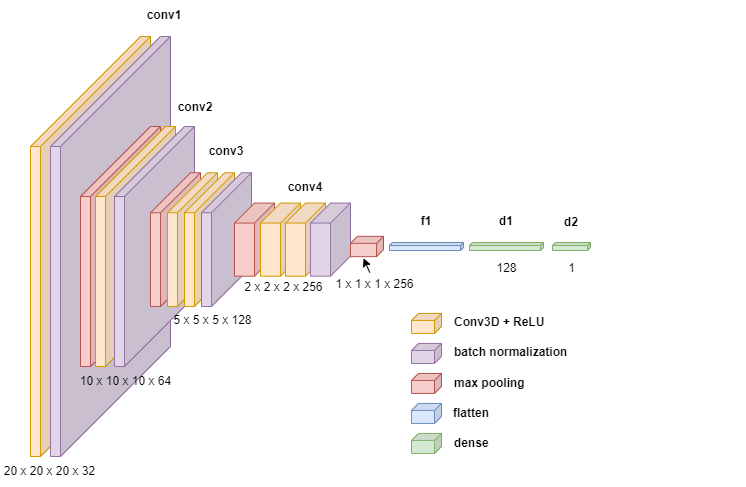 conv1
conv2
conv3
conv4
f1
d1
d2
128
1
2 x 2 x 2 x 256
1 x 1 x 1 x 256
5 x 5 x 5 x 128
10 x 10 x 10 x 64
20 x 20 x 20 x 32
Conv3D + ReLU
batch normalization
max pooling
flatten
dense